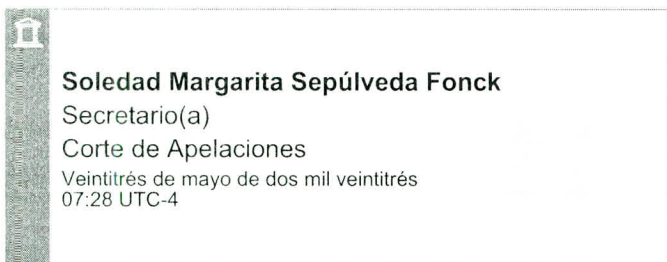 Soledad Margarita Sepúlveda Fonck
Secretario(a)
Corte de Apelaciones
Veintitrés de mayo de dos mil veintitrés
07:28 UTC-4